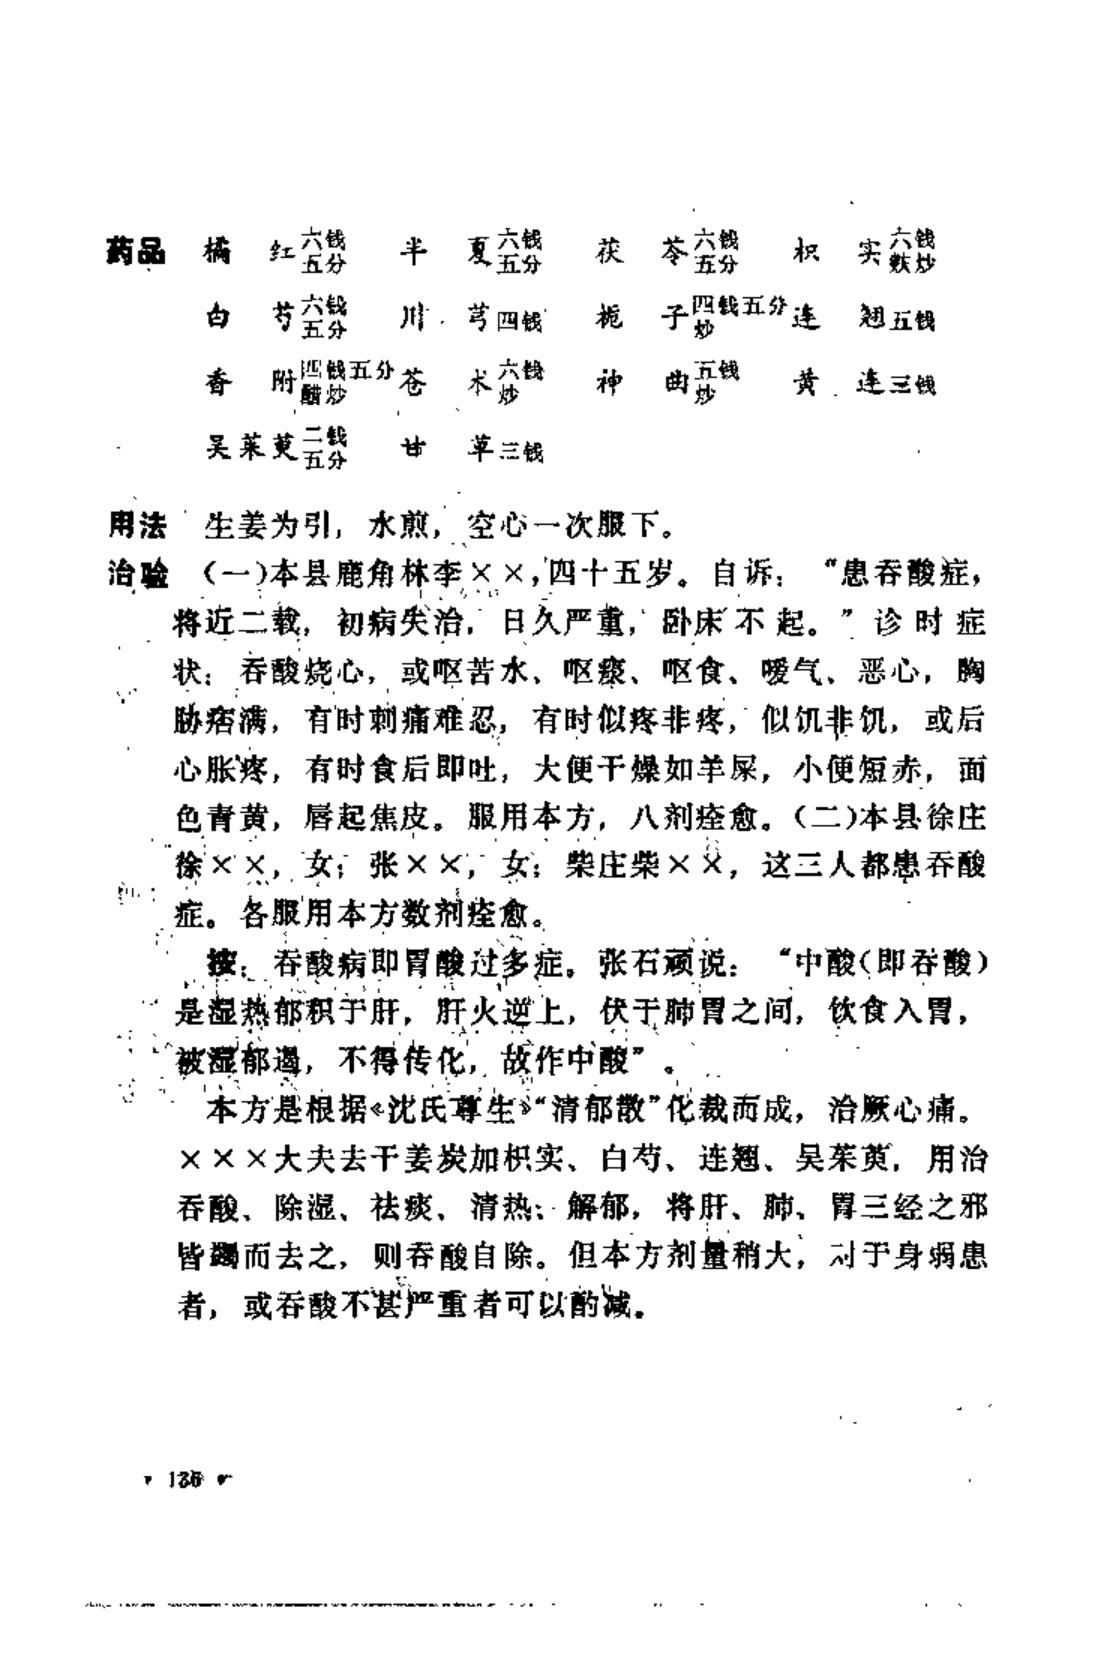 药品 橘 红六钱五分 半 夏六钱五分 茯 苓六钱五分 枳 实六钱麸炒
白 芍六钱五分 川 芎四钱 栀 子四钱五分炒 连 翘五钱
香 附四钱五分醋炒 苍 术六钱炒 神 曲五钱炒 黄 连三钱
吴茱萸二钱五分 甘 草三钱
用法 生姜为引，水煎，空心一次服下。
治验 （一）本县鹿角林李××，四十五岁。自诉：“患吞酸症，
将近二载，初病失治，日久严重，卧床不起。”诊时症
状：吞酸烧心，或呕苦水、呕痰、呕食、嗳气、恶心，胸
胁痞满，有时刺痛难忍，有时似疼非疼，似饥非饥，或后
心胀疼，有时食后即吐，大便干燥如羊屎，小便短赤，面
色青黄，唇起焦皮。服用本方，八剂痊愈。（二）本县徐庄
徐××，女；张××，女；柴庄柴××，这三人都患吞酸
症。各服用本方数剂痊愈。
按：吞酸病即胃酸过多症。张石顽说：“中酸（即吞酸）
是湿热郁积于肝，肝火逆上，伏于肺胃之间，饮食入胃，
被湿郁遏，不得传化，故作中酸”。
本方是根据《沈氏尊生》“清郁散”化裁而成，治厥心痛。
×××大夫去干姜炭加枳实、白芍、连翘、吴茱萸，用治
吞酸、除湿、祛痰、清热；解郁，将肝、肺、胃三经之邪
皆蠲而去之，则吞酸自除。但本方剂量稍大，对于身弱患
者，或吞酸不甚严重者可以酌减。
136